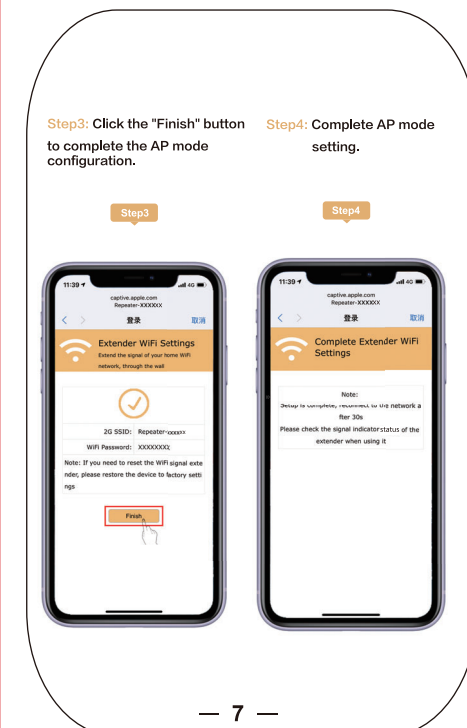 Step3: Click the "Finish" button
to complete the AP mode
configuration.
Step4: Complete AP mode
setting.
Step3
Step4
11:39
4G
captive.apple.com
Repeater-XXXXXX
登录
取消
Extender WiFi Settings
Extend the signal of your home WiFi
network, through the wall
2G SSID: Repeater-xxxxxx
WiFi Password: XXXXXXXX
Note: If you need to reset the WiFi signal exte
nder, please restore the device to factory setti
ngs
Finish
11:39
4G
captive.apple.com
Repeater-XXXXXX
登录
取消
Complete Extender WiFi
Settings
Note:
Setup is complete, reconnect to the network a
fter 30s
Please check the signal indicator status of the
extender when using it
— 7 —